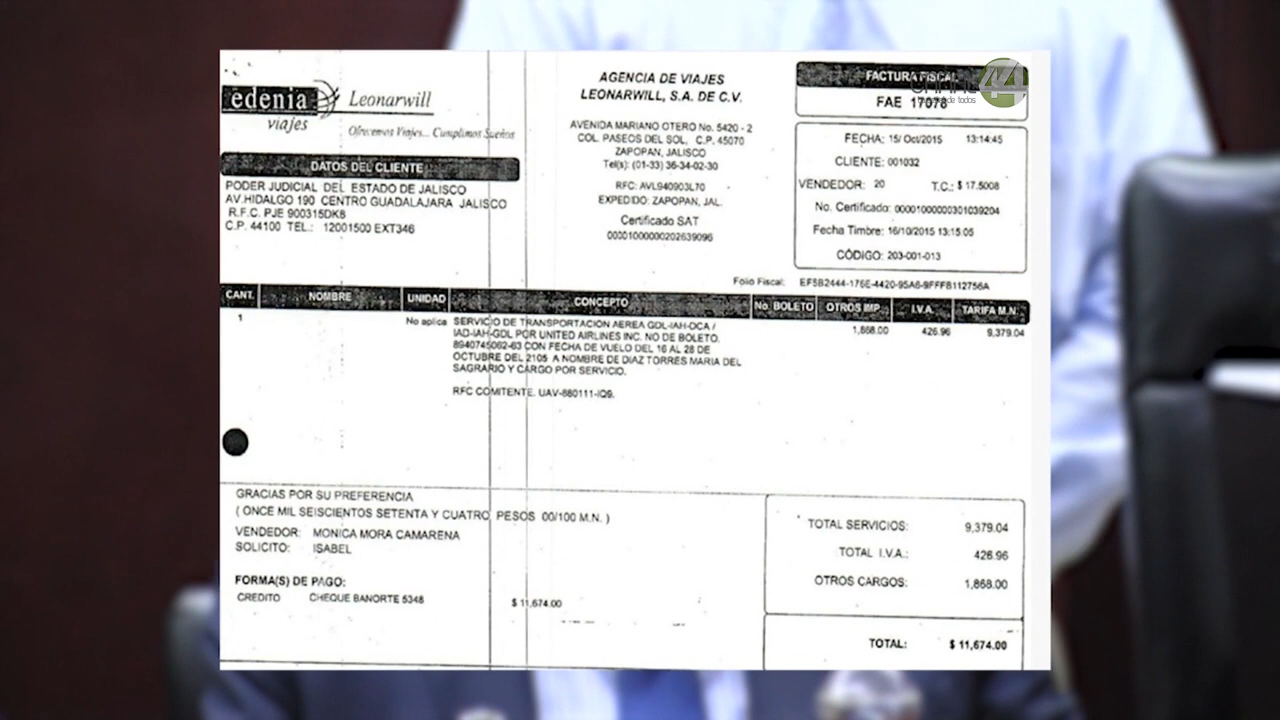 edenia
viajes
Leonarwill
Ofrecemos Viajes... Cumplimos Sueños
AGENCIA DE VIAJES
LEONARWILL, S.A. DE C.V.
AVENIDA MARIANO OTERO No. 5420 - 2
COL. PASEOS DEL SOL, C.P. 45070
ZAPOPAN, JALISCO
Tel(s): (01-33) 36-34-02-30
RFC: AVL940903L70
EXPEDIDO: ZAPOPAN, JAL.
Certificado SAT
00001000000202639096
FACTURA FISCAL
FAE 17078
44
de todos
FECHA: 15/ Oct/2015 13:14:45
CLIENTE: 001032
VENDEDOR: 20 T.C.: $ 17.5008
No. Certificado: 00001000000301039204
Fecha Timbre: 16/10/2015 13:15:05
CÓDIGO: 203-001-013
DATOS DEL CLIENTE
PODER JUDICIAL DEL ESTADO DE JALISCO
AV.HIDALGO 190 CENTRO GUADALAJARA JALISCO
R.F.C. PJE 900315DK8
C.P. 44100 TEL.: 12001500 EXT346
Folio Fiscal: EF5B2444-176E-4420-95A6-9FFFB112756A
CANT. NOMBRE UNIDAD CONCEPTO No. BOLETO OTROS IMP. I.V.A. TARIFA M.N.
1 No aplica SERVICIO DE TRANSPORTACION AEREA GDL-IAH-DCA / 1,868.00 426.96 9,379.04
IAD-IAH-GDL POR UNITED AIRLINES INC. NO DE BOLETO.
8940745062-63 CON FECHA DE VUELO DEL 16 AL 28 DE
OCTUBRE DEL 2105 A NOMBRE DE DIAZ TORRES MARIA DEL
SAGRARIO Y CARGO POR SERVICIO.
RFC COMITENTE. UAV-880111-IQ9.
GRACIAS POR SU PREFERENCIA
( ONCE MIL SEISCIENTOS SETENTA Y CUATRO PESOS 00/100 M.N. )
VENDEDOR: MONICA MORA CAMARENA
SOLICITO: ISABEL
FORMA(S) DE PAGO:
CREDITO CHEQUE BANORTE 5348 $ 11,674.00
TOTAL SERVICIOS: 9,379.04
TOTAL I.V.A.: 426.96
OTROS CARGOS: 1,868.00
TOTAL: $ 11,674.00